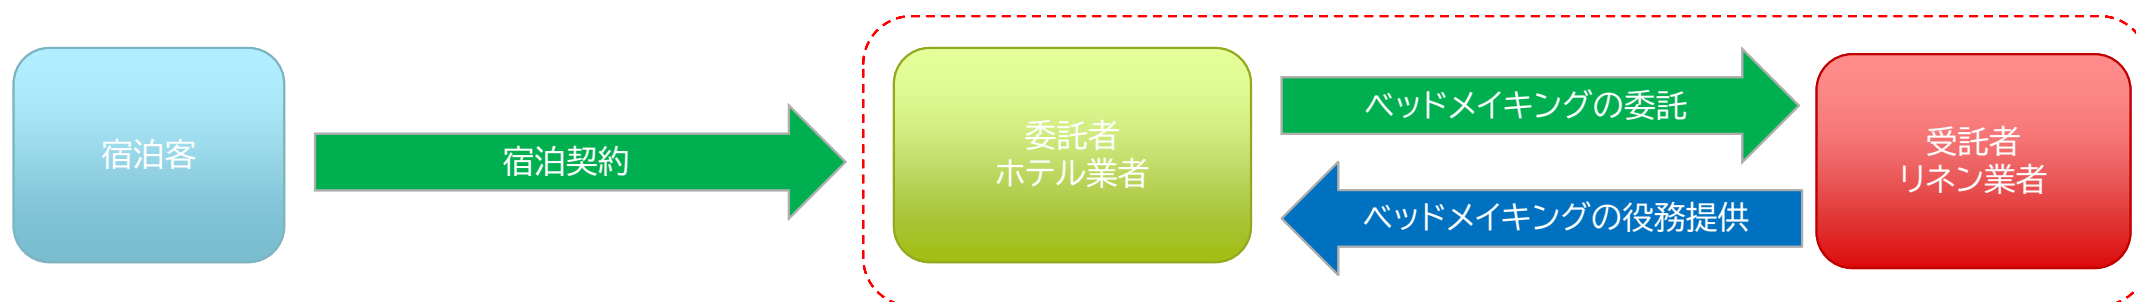 宿泊客
宿泊契約
委託者
ホテル業者
ベッドメイキングの委託
ベッドメイキングの役務提供
受託者
リネン業者